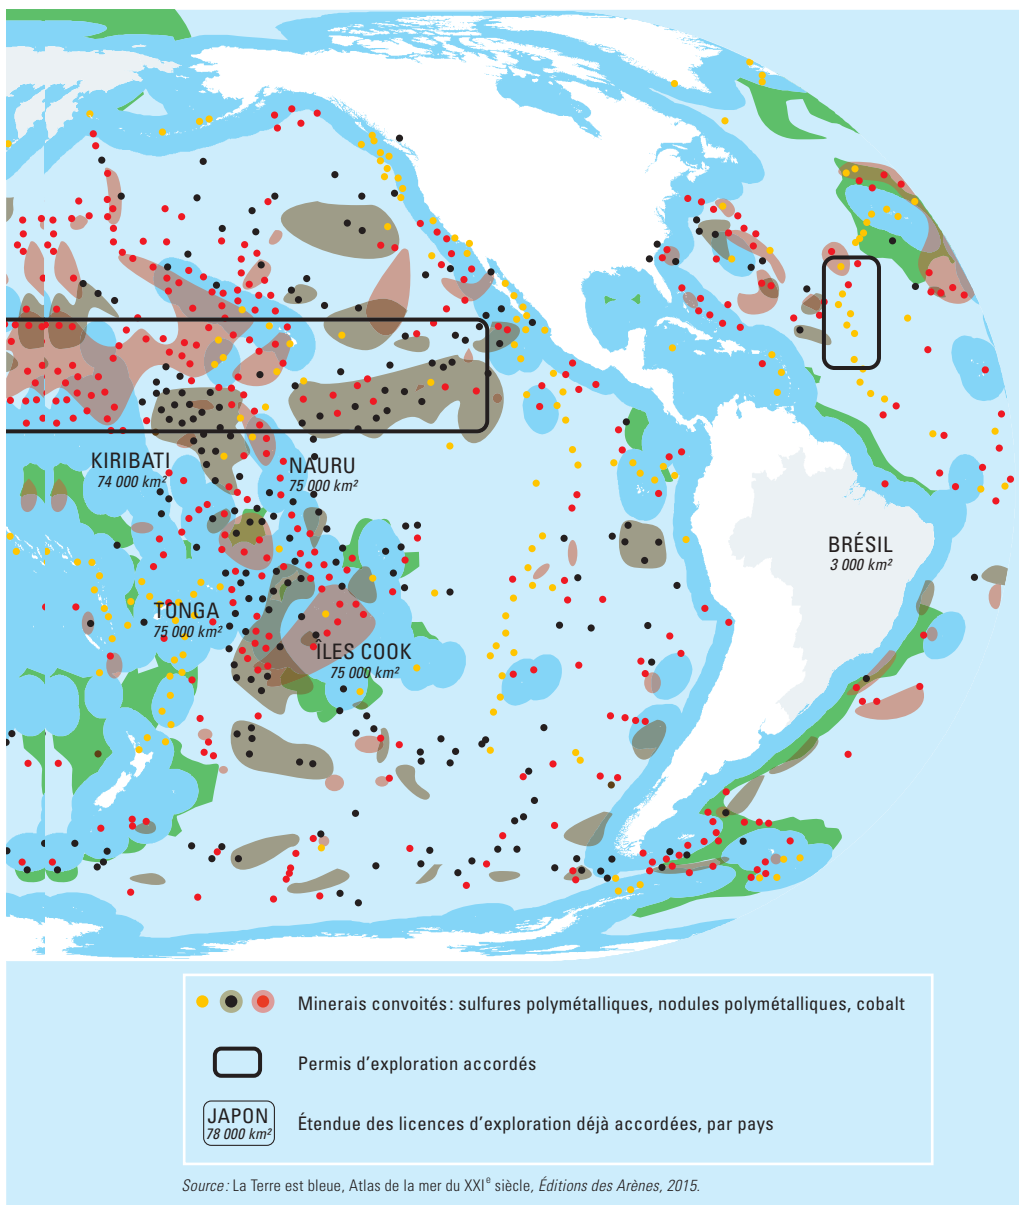 KIRIBATI
74 000 km²
NAURU
75 000 km²
BRÉSIL
3 000 km²
TONGA
75 000 km²
ÎLES COOK
75 000 km²
Minerais convoités : sulfures polymétalliques, nodules polymétalliques, cobalt
Permis d’exploration accordés
JAPON
78 000 km²
Étendue des licences d’exploration déjà accordées, par pays
Source : La Terre est bleue, Atlas de la mer du XXIe siècle, Éditions des Arènes, 2015.